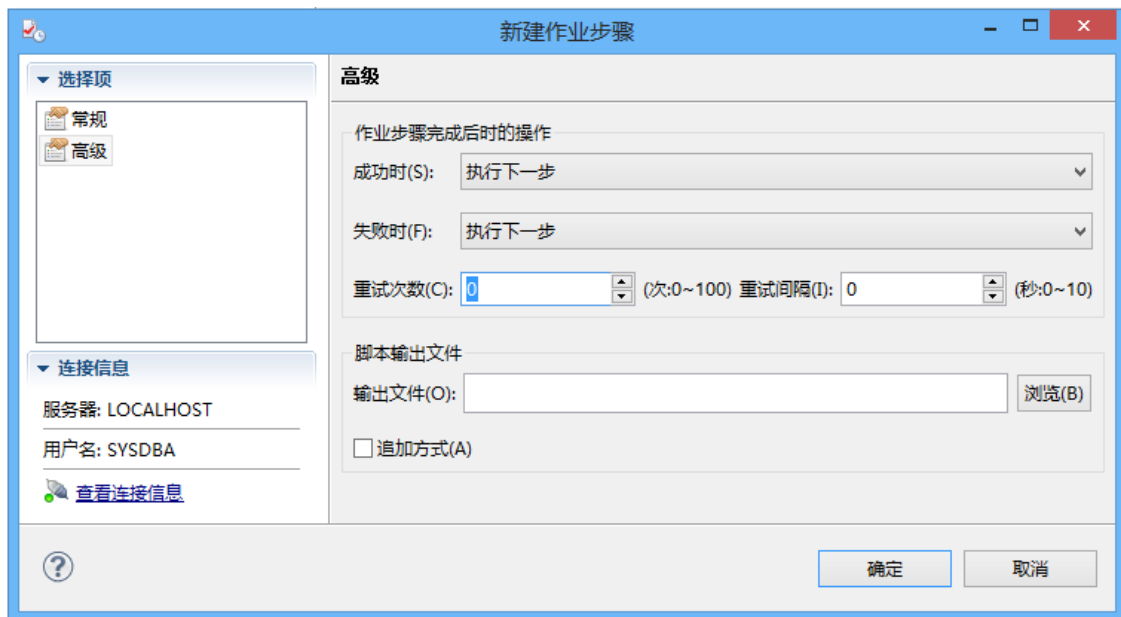 新建作业步骤
选择项
常规
高级
连接信息
服务器: LOCALHOST
用户名: SYSDBA
查看连接信息
高级
作业步骤完成后时的操作
成功时(S): 执行下一步
失败时(F): 执行下一步
重试次数(C): 0 (次:0~100) 重试间隔(I): 0 (秒:0~10)
脚本输出文件
输出文件(O): 浏览(B)
追加方式(A)
确定 取消